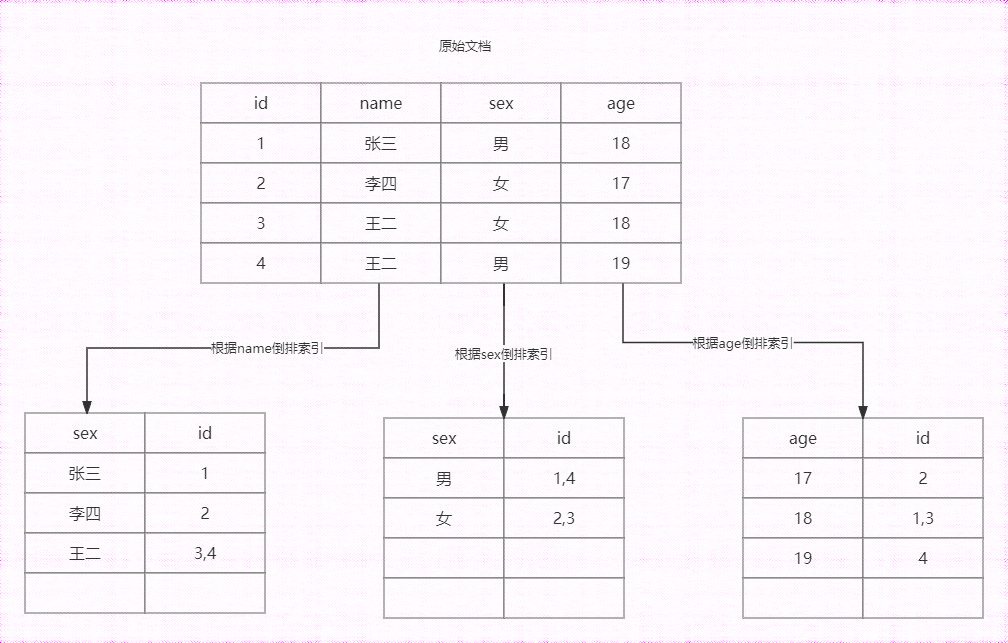 原始文档
id name sex age
1 张三 男 18
2 李四 女 17
3 王二 女 18
4 王二 男 19
根据name倒排索引
根据sex倒排索引
根据age倒排索引
sex id
张三 1
李四 2
王二 3,4
sex id
男 1,4
女 2,3
age id
17 2
18 1,3
19 4